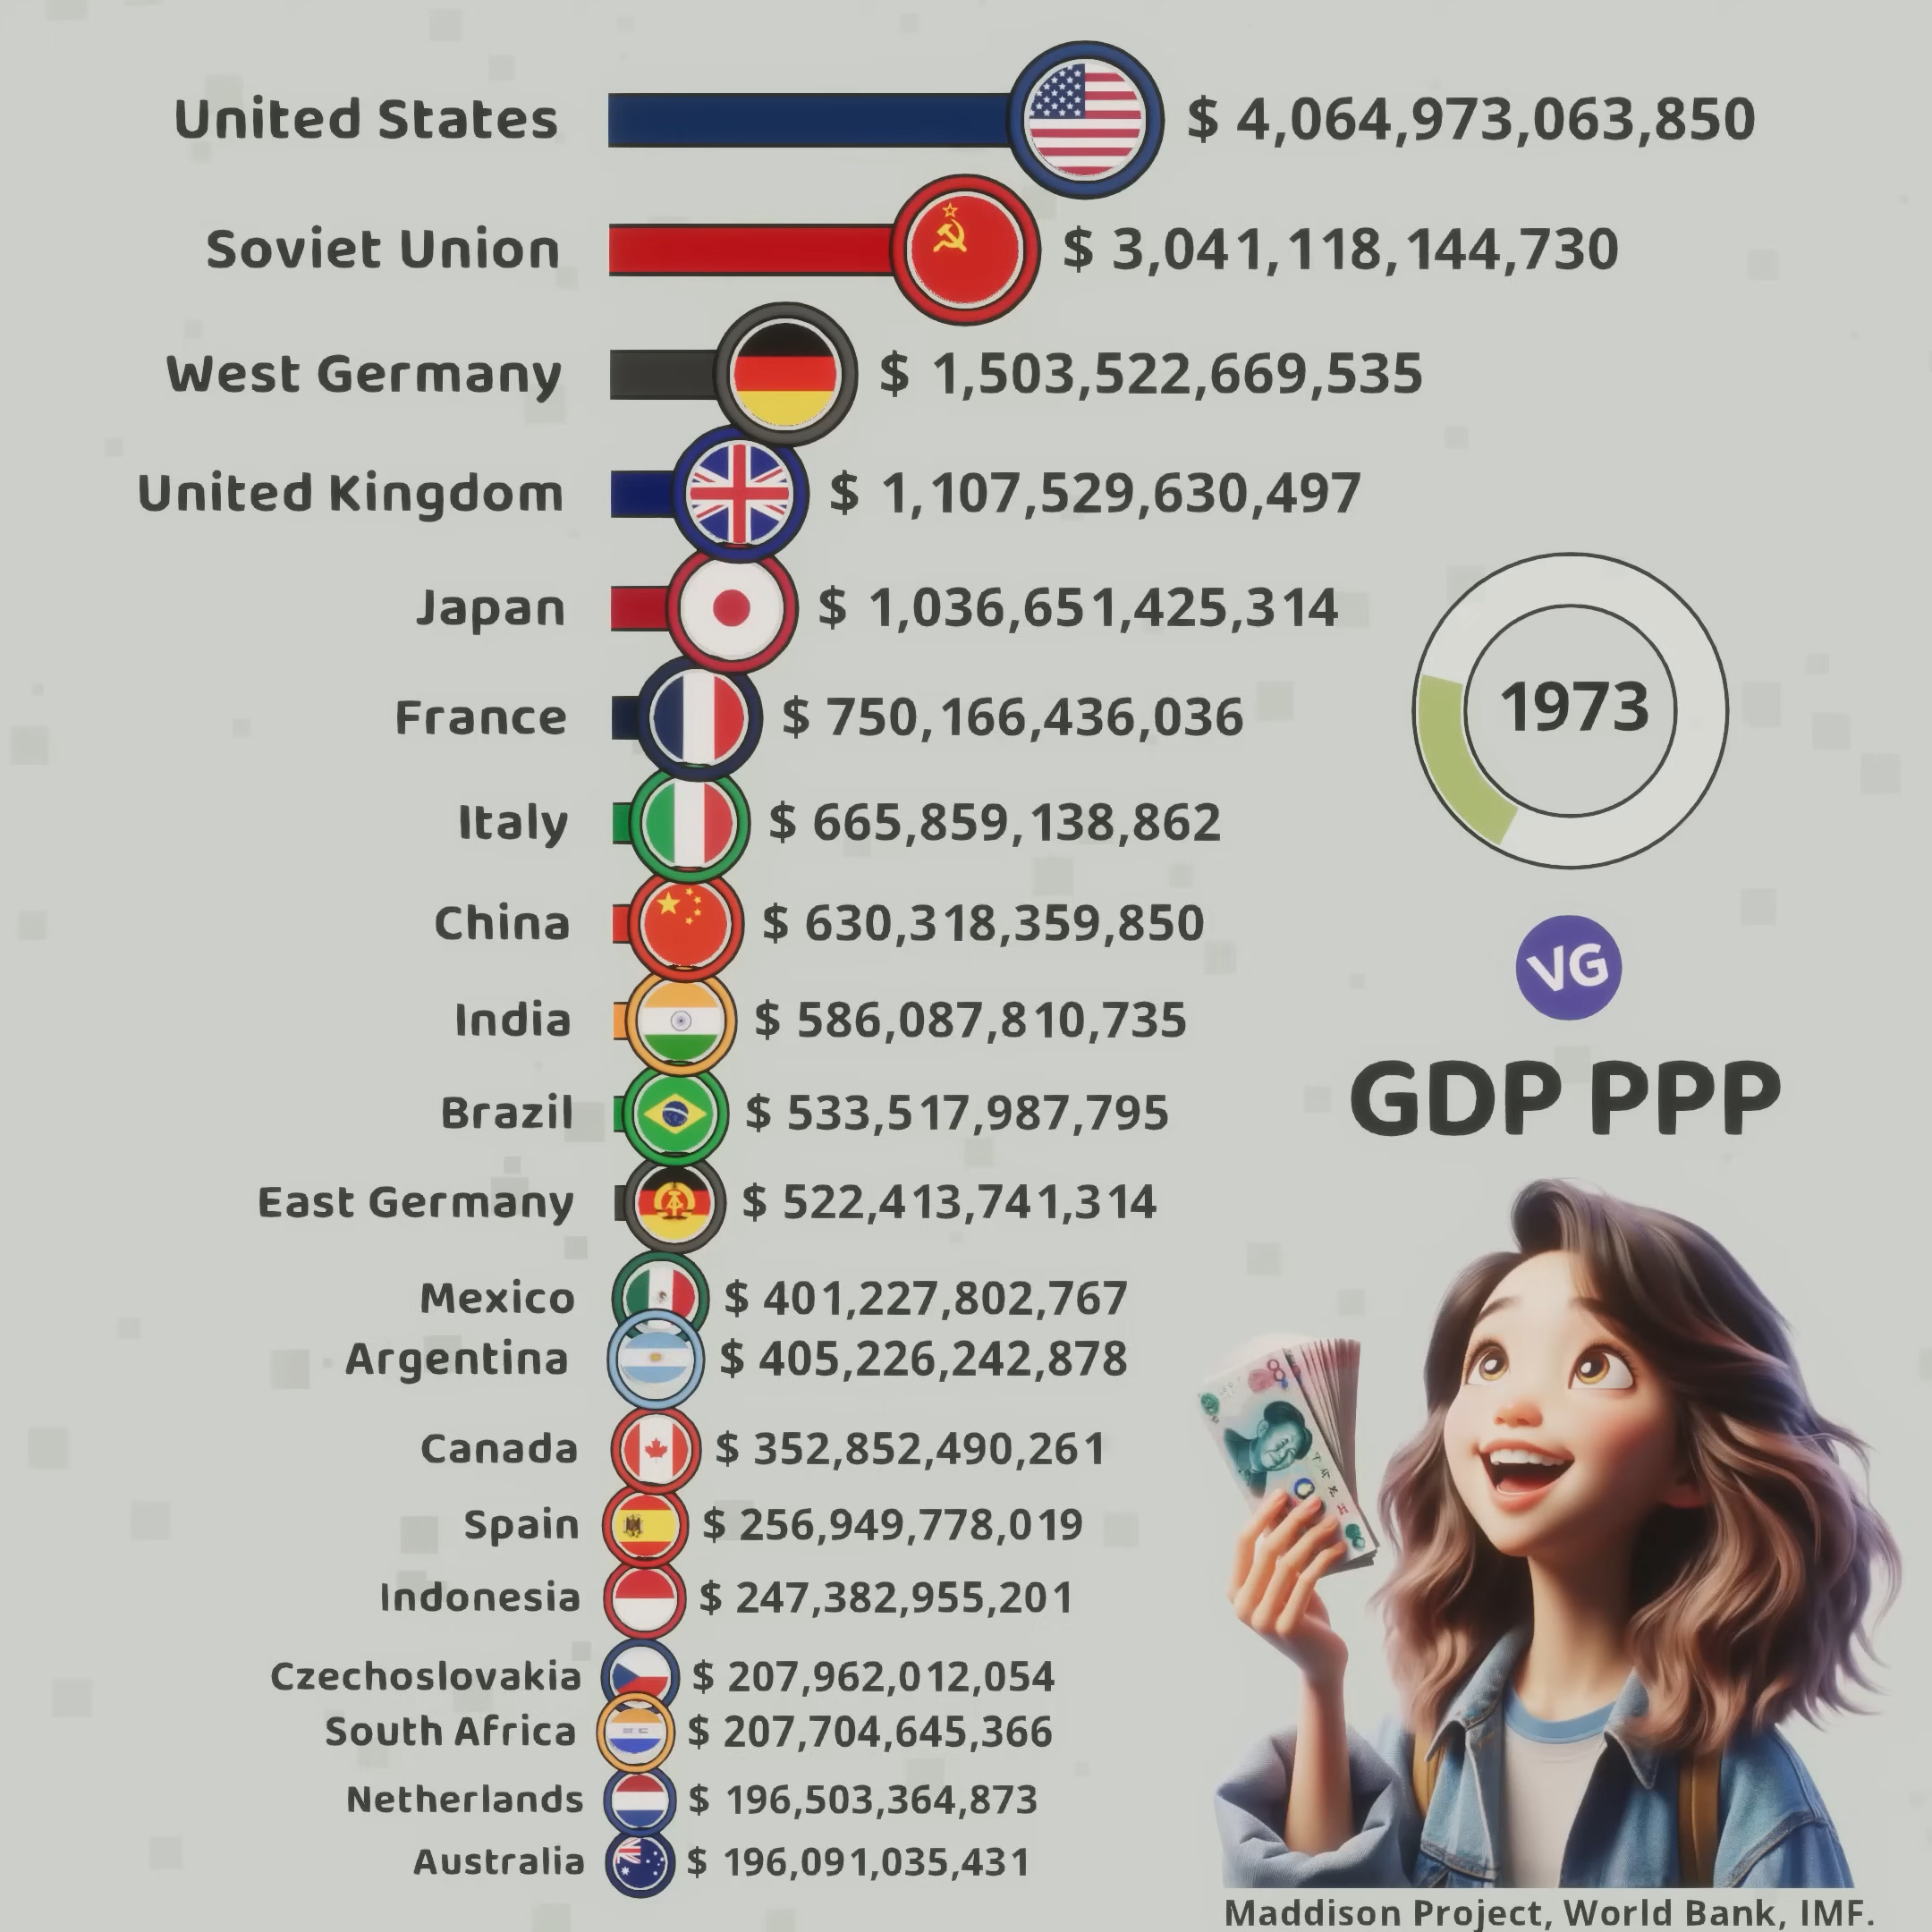 United States $ 4,064,973,063,850
Soviet Union $ 3,041,118,144,730
West Germany $ 1,503,522,669,535
United Kingdom $ 1,107,529,630,497
Japan $ 1,036,651,425,314
France $ 750,166,436,036
Italy $ 665,859,138,862
China $ 630,318,359,850
India $ 586,087,810,735
Brazil $ 533,517,987,795
East Germany $ 522,413,741,314
Mexico $ 401,227,802,767
Argentina $ 405,226,242,878
Canada $ 352,852,490,261
Spain $ 256,949,778,019
Indonesia $ 247,382,955,201
Czechoslovakia $ 207,962,012,054
South Africa $ 207,704,645,366
Netherlands $ 196,503,364,873
Australia $ 196,091,035,431
1973
VG
GDP PPP
Maddison Project, World Bank, IMF.